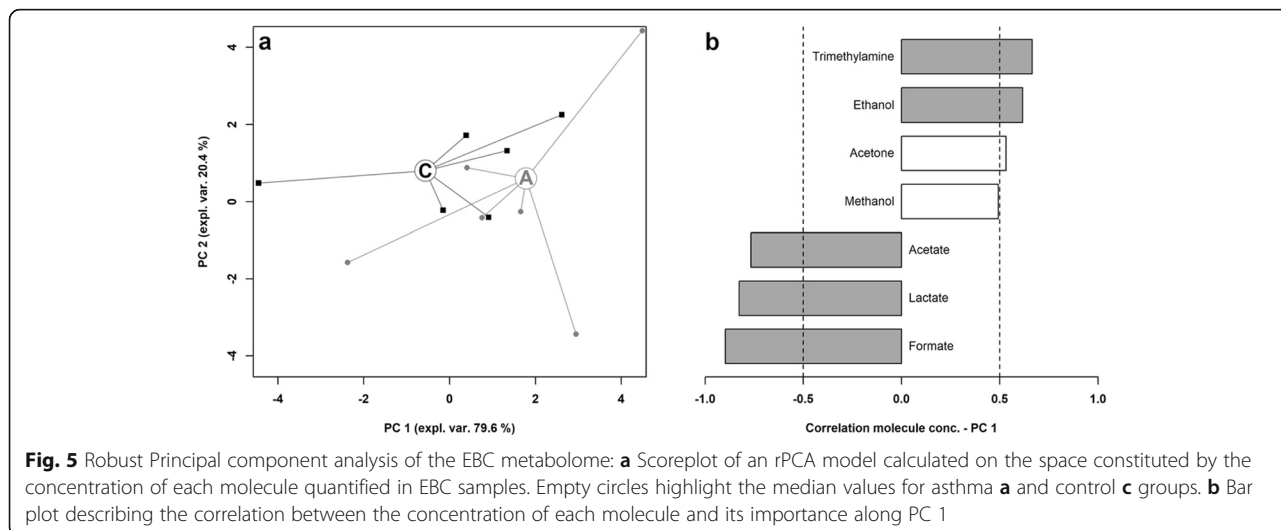 a
4
2
0
-2
-4
PC 2 (expl. var. 20.4 %)
C
A
-4
-2
0
2
4
PC 1 (expl. var. 79.6 %)
b
Trimethylamine
Ethanol
Acetone
Methanol
Acetate
Lactate
Formate
-1.0
-0.5
0.0
0.5
1.0
Correlation molecule conc. - PC 1
Fig. 5 Robust Principal component analysis of the EBC metabolome: a Scoreplot of an rPCA model calculated on the space constituted by the
concentration of each molecule quantified in EBC samples. Empty circles highlight the median values for asthma a and control c groups. b Bar
plot describing the correlation between the concentration of each molecule and its importance along PC 1